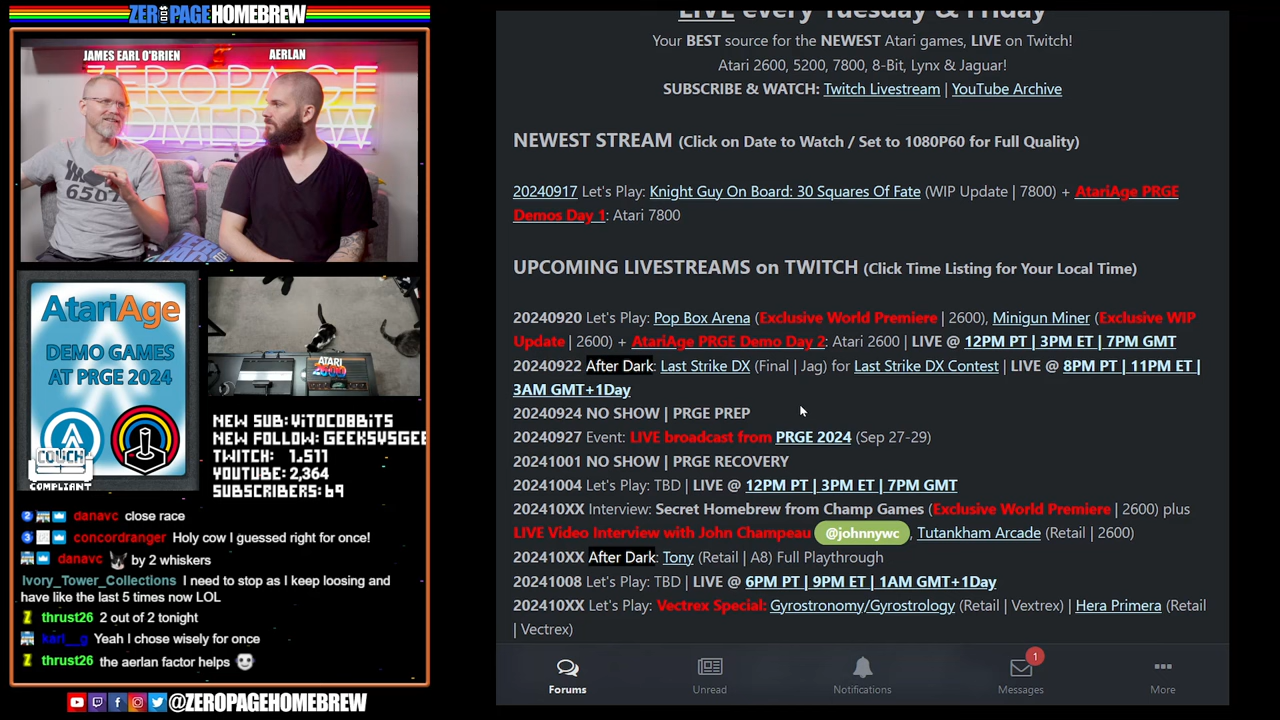 ZEROPAGE HOMEBREW
JAMES EARL O'BRIEN
AERLAN
ZEROPAGE
HOMEBREW
6507
AtariAge
DEMO GAMES
AT PRGE 2024
COUCH
COMPLIANT
NEW SUB: VITOCO8BITS
NEW FOLLOW: GEEKSVSGEE
TWITCH: 1,511
YOUTUBE: 2,364
SUBSCRIBERS: 69
danavc close race
concordranger Holy cow I guessed right for once!
danavc by 2 whiskers
Ivory_Tower_Collections I need to stop as I keep loosing and
have like the last 5 times now LOL
thrust26 2 out of 2 tonight
karl__g Yeah I chose wisely for once
thrust26 the aerlan factor helps
@ZEROPAGEHOMEBREW
LIVE every Tuesday & Friday
Your BEST source for the NEWEST Atari games, LIVE on Twitch!
Atari 2600, 5200, 7800, 8-Bit, Lynx & Jaguar!
SUBSCRIBE & WATCH: Twitch Livestream | YouTube Archive
NEWEST STREAM (Click on Date to Watch / Set to 1080P60 for Full Quality)
20240917 Let's Play: Knight Guy On Board: 30 Squares Of Fate (WIP Update | 7800) + AtariAge PRGE
Demos Day 1: Atari 7800
UPCOMING LIVESTREAMS on TWITCH (Click Time Listing for Your Local Time)
20240920 Let's Play: Pop Box Arena (Exclusive World Premiere | 2600), Minigun Miner (Exclusive WIP
Update | 2600) + AtariAge PRGE Demo Day 2: Atari 2600 | LIVE @ 12PM PT | 3PM ET | 7PM GMT
20240922 After Dark: Last Strike DX (Final | Jag) for Last Strike DX Contest | LIVE @ 8PM PT | 11PM ET |
3AM GMT+1Day
20240924 NO SHOW | PRGE PREP
20240927 Event: LIVE broadcast from PRGE 2024 (Sep 27-29)
20241001 NO SHOW | PRGE RECOVERY
20241004 Let's Play: TBD | LIVE @ 12PM PT | 3PM ET | 7PM GMT
202410XX Interview: Secret Homebrew from Champ Games (Exclusive World Premiere | 2600) plus
LIVE Video Interview with John Champeau @johnnywc, Tutankham Arcade (Retail | 2600)
202410XX After Dark: Tony (Retail | A8) Full Playthrough
20241008 Let's Play: TBD | LIVE @ 6PM PT | 9PM ET | 1AM GMT+1Day
202410XX Let's Play: Vectrex Special: Gyrostronomy/Gyrostrology (Retail | Vextrex) | Hera Primera (Retail
| Vectrex)
1
Forums Unread Notifications Messages More